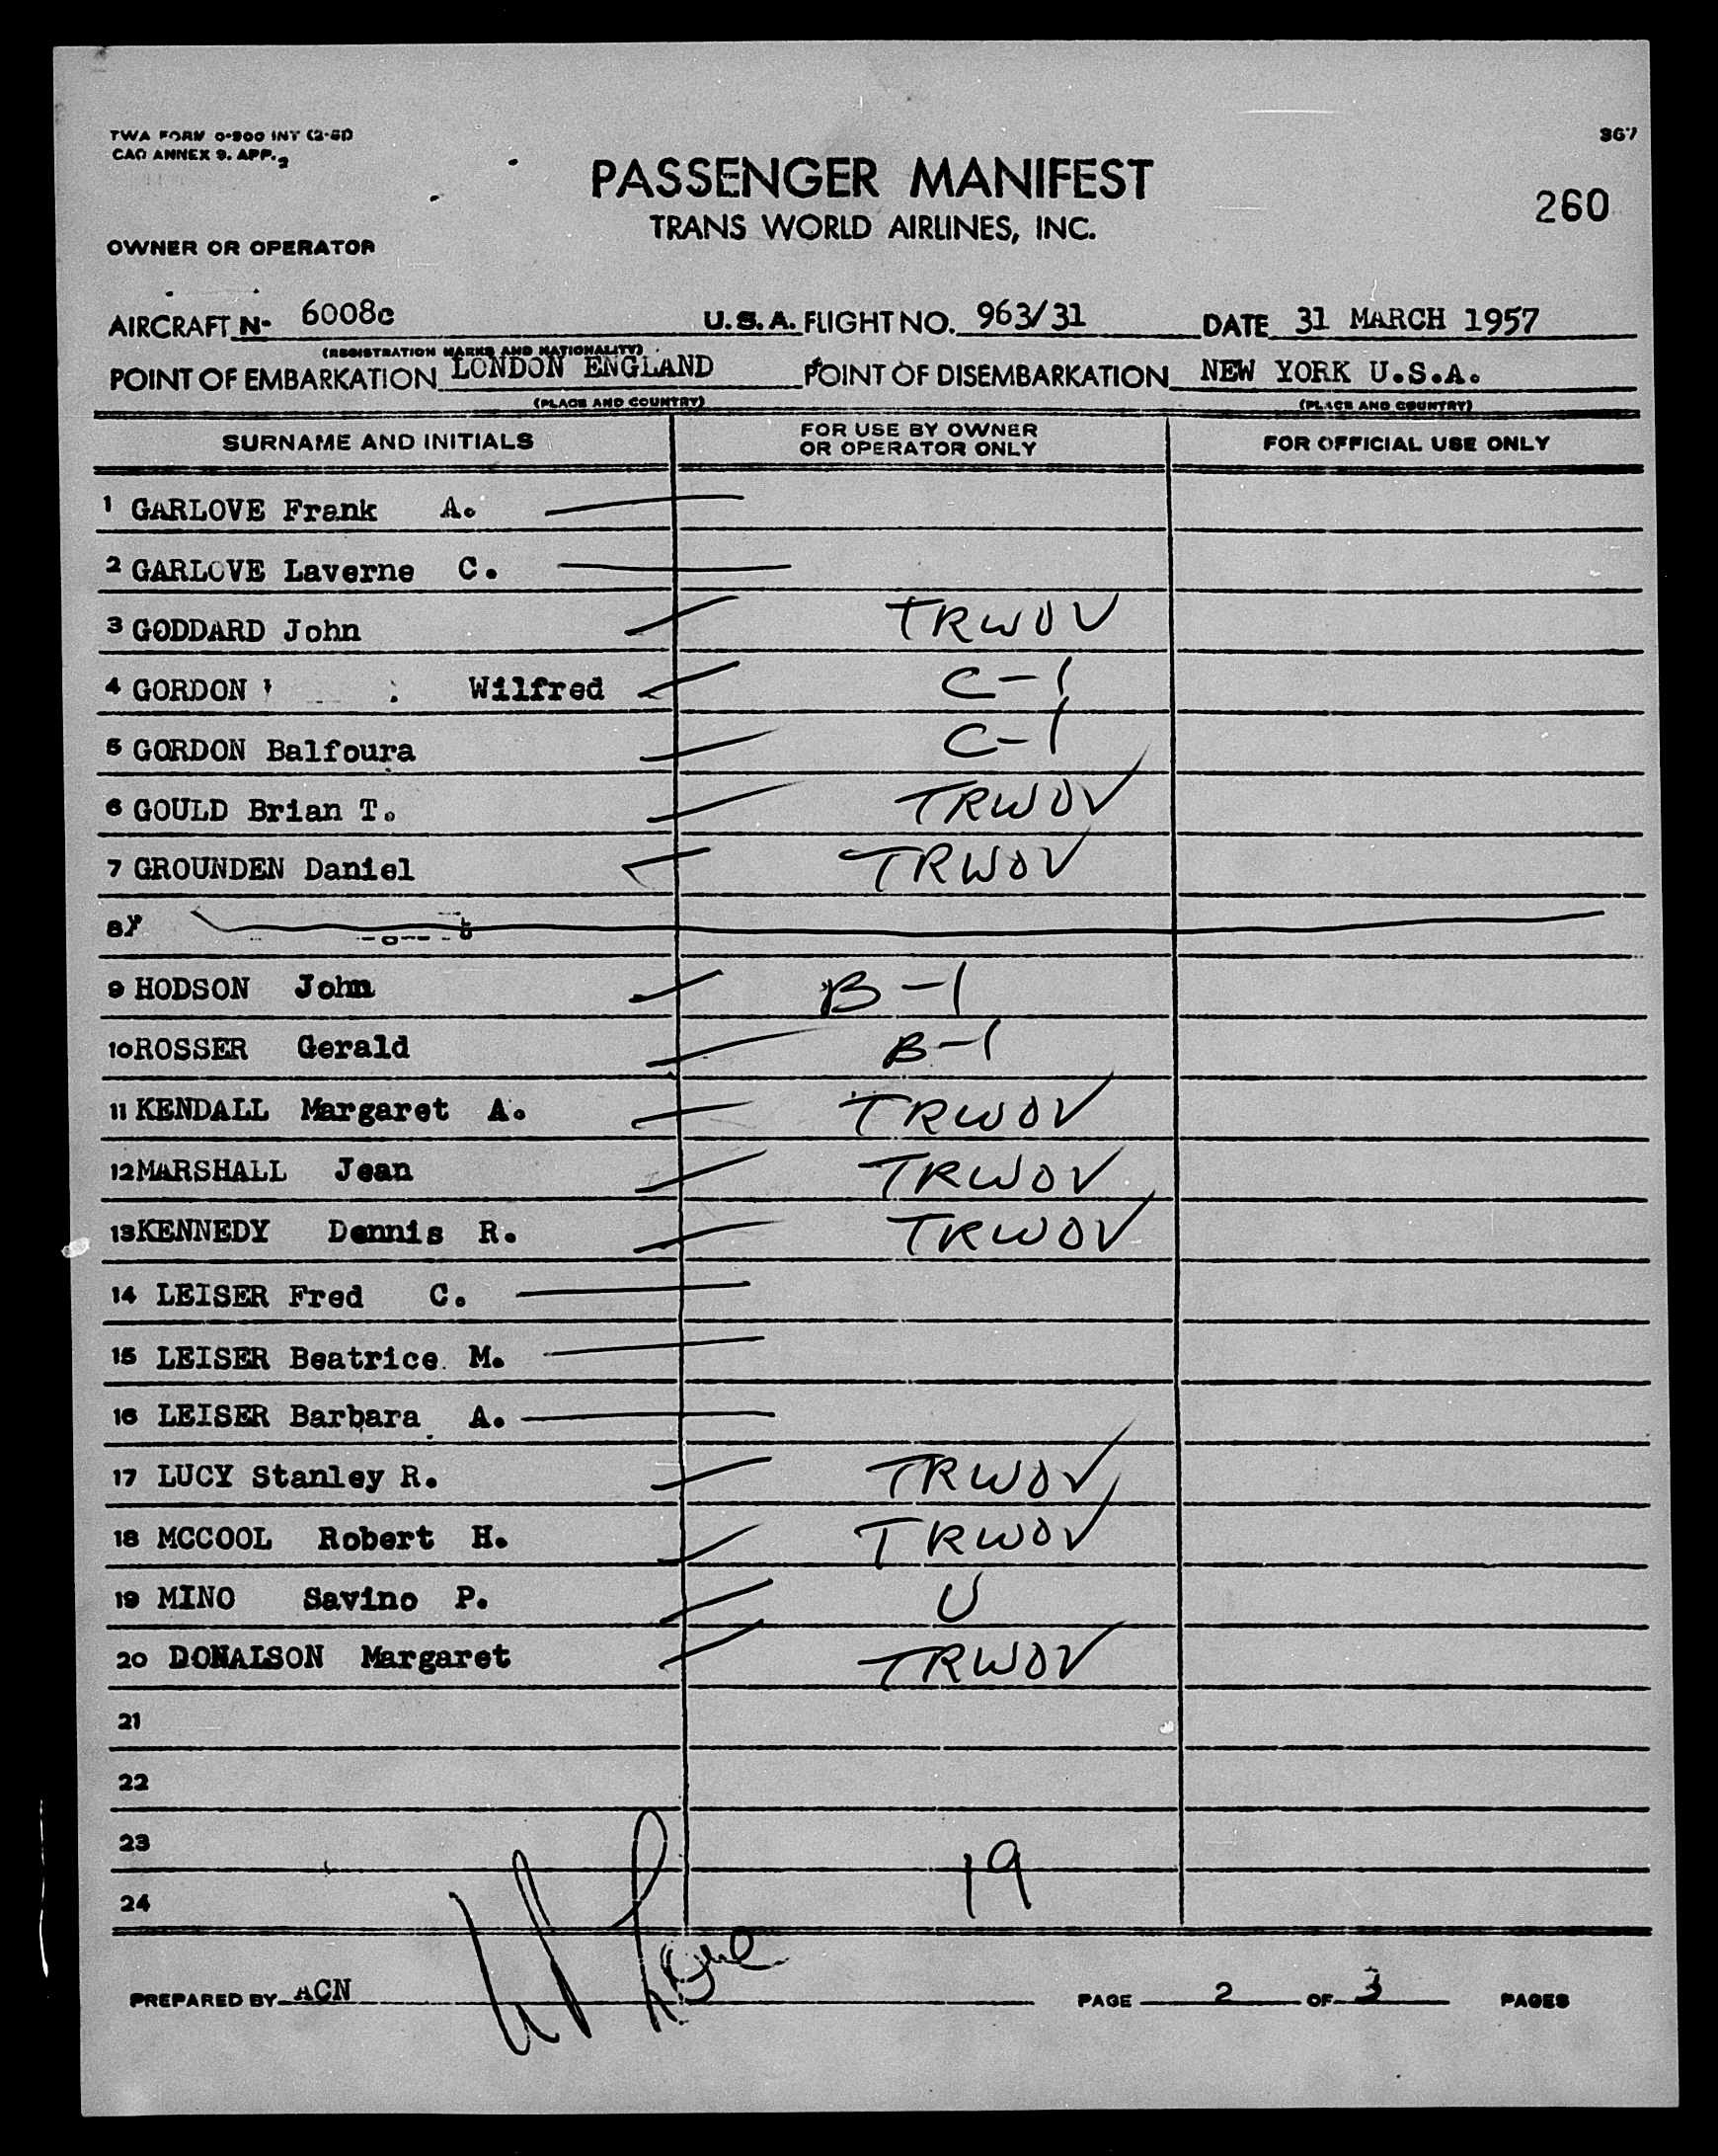 TWA FORM 0-900 INT (2-51)
CAO ANNEX 9. APP. 2
367
PASSENGER MANIFEST
260
TRANS WORLD AIRLINES, INC.
OWNER OR OPERATOR
AIRCRAFT N- 6008c U.S.A. FLIGHT NO. 963/31 DATE 31 MARCH 1957
(REGISTRATION MARKS AND NATIONALITY)
POINT OF EMBARKATION LONDON ENGLAND POINT OF DISEMBARKATION NEW YORK U.S.A.
(PLACE AND COUNTRY) (PLACE AND COUNTRY)
SURNAME AND INITIALS FOR USE BY OWNER OR OPERATOR ONLY FOR OFFICIAL USE ONLY
1 GARLOVE Frank A.
2 GARLOVE Laverne C.
3 GODDARD John TRWOV
4 GORDON Wilfred C-1
5 GORDON Balfoura C-1
6 GOULD Brian T. TRWOV
7 GROUNDEN Daniel TRWOV
8
9 HODSON John B-1
10 ROSSER Gerald B-1
11 KENDALL Margaret A. TRWOV
12 MARSHALL Jean TRWOV
13 KENNEDY Dennis R. TRWOV
14 LEISER Fred C.
15 LEISER Beatrice M.
16 LEISER Barbara A.
17 LUCY Stanley R. TRWOV
18 MCCOOL Robert H. TRWOV
19 MINO Savino P. U
20 DONALSON Margaret TRWOV
21
22
23
19
24
PREPARED BY ACN PAGE 2 OF 3 PAGES